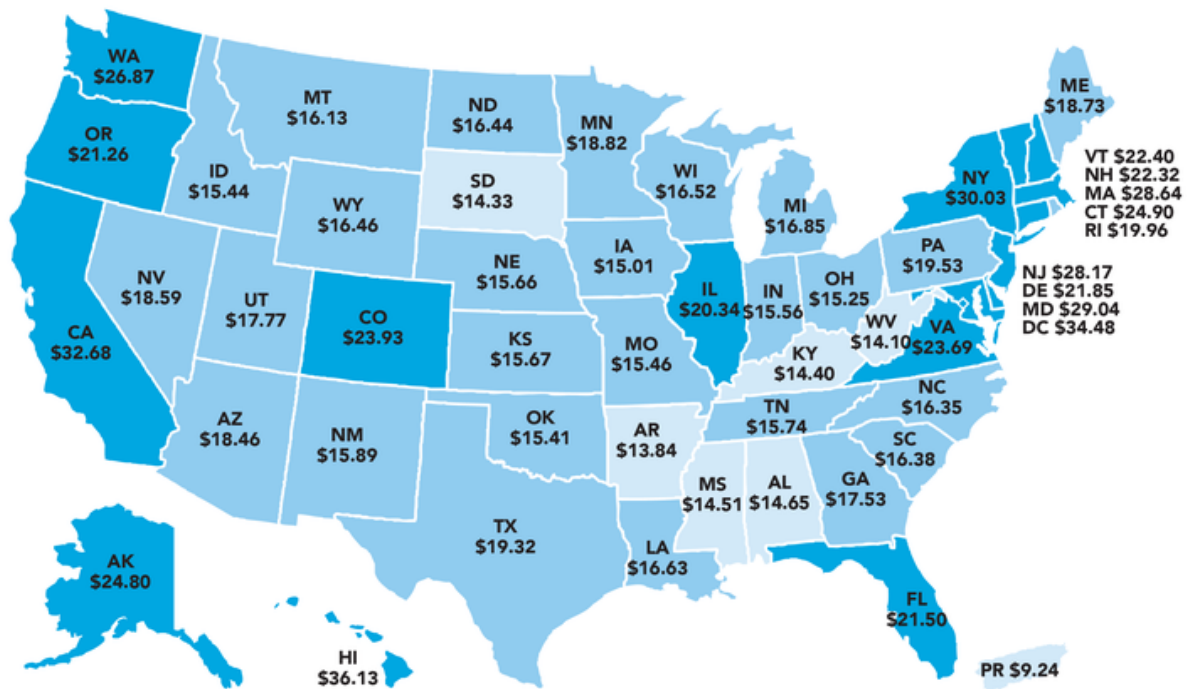 WA
$26.87
OR
$21.26
CA
$32.68
ID
$15.44
NV
$18.59
MT
$16.13
WY
$16.46
UT
$17.77
CO
$23.93
AZ
$18.46
NM
$15.89
ND
$16.44
SD
$14.33
NE
$15.66
KS
$15.67
OK
$15.41
TX
$19.32
MN
$18.82
IA
$15.01
MO
$15.46
AR
$13.84
LA
$16.63
WI
$16.52
IL
$20.34
MI
$16.85
IN
$15.56
OH
$15.25
KY
$14.40
TN
$15.74
MS
$14.51
AL
$14.65
GA
$17.53
FL
$21.50
SC
$16.38
NC
$16.35
WV
$14.10
VA
$23.69
PA
$19.53
NY
$30.03
ME
$18.73
VT $22.40
NH $22.32
MA $28.64
CT $24.90
RI $19.96
NJ $28.17
DE $21.85
MD $29.04
DC $34.48
AK
$24.80
HI
$36.13
PR $9.24